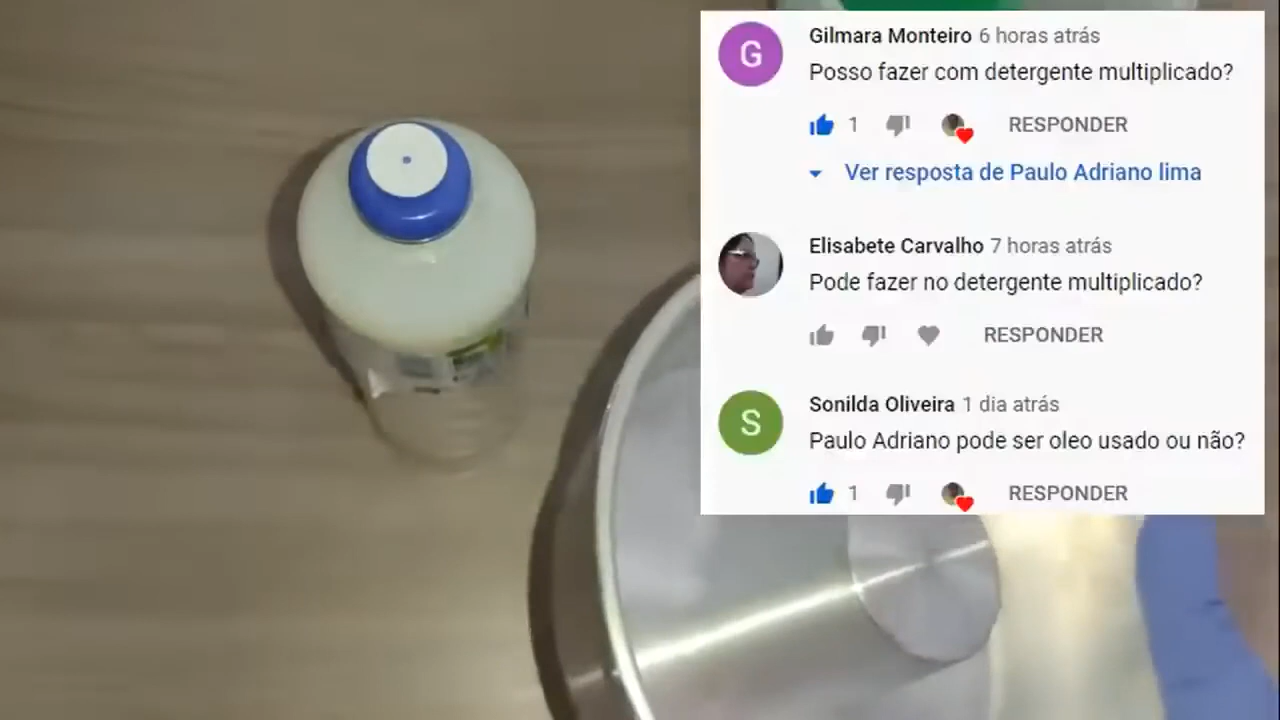 G
Gilmara Monteiro 6 horas atrás
Posso fazer com detergente multiplicado?
1 RESPONDER
Ver resposta de Paulo Adriano lima
Elisabete Carvalho 7 horas atrás
Pode fazer no detergente multiplicado?
RESPONDER
S
Sonilda Oliveira 1 dia atrás
Paulo Adriano pode ser oleo usado ou não?
1 RESPONDER